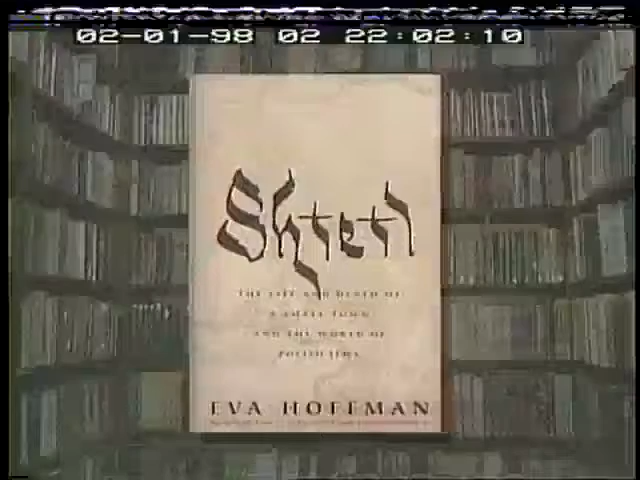 02-01-98 02 22:02:10
Shtetl
THE LIFE AND DEATH OF
A SMALL TOWN
AND THE WORLD OF
POLISH JEWS
EVA HOFFMAN